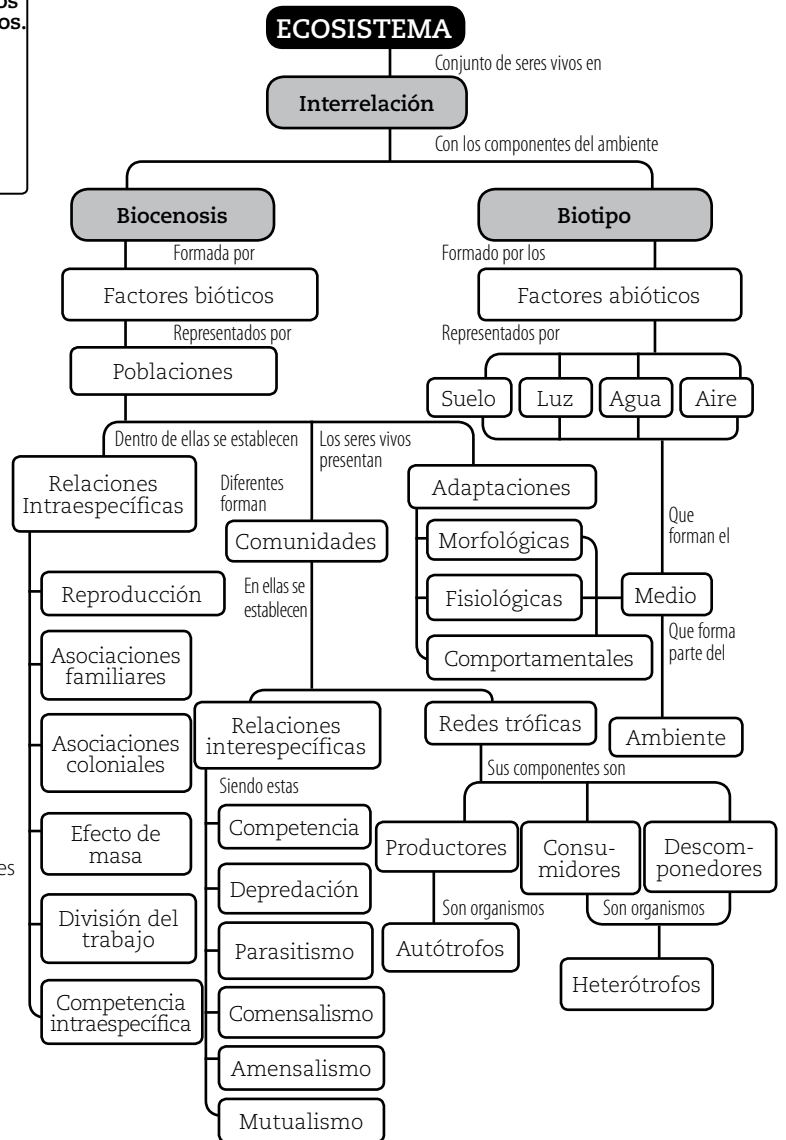 os
os.
ECOSISTEMA
Conjunto de seres vivos en
Interrelación
Con los componentes del ambiente
Biocenosis
Biotipo
Formada por
Formado por los
Factores bióticos
Factores abióticos
Representados por
Representados por
Poblaciones
Suelo
Luz
Agua
Aire
Dentro de ellas se establecen
Los seres vivos
presentan
Relaciones
Intraespecíficas
Diferentes
forman
Adaptaciones
Comunidades
Morfológicas
Que
forman el
Reproducción
En ellas se
establecen
Fisiológicas
Medio
Asociaciones
familiares
Comportamentales
Que forma
parte del
Asociaciones
coloniales
Relaciones
interespecíficas
Redes tróficas
Ambiente
Siendo estas
Sus componentes son
Efecto de
masa
Competencia
Productores
Consu-
midores
Descom-
ponedores
es
División del
trabajo
Depredación
Son organismos
Son organismos
Parasitismo
Autótrofos
Heterótrofos
Competencia
intraespecífica
Comensalismo
Amensalismo
Mutualismo